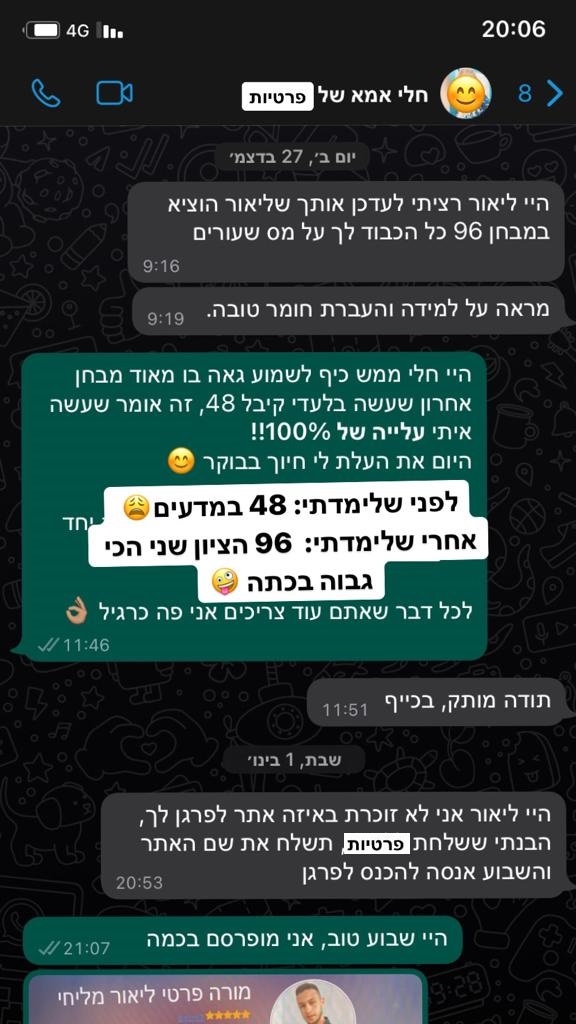 4G
20:06
חלי אמא של פרטיות
8
יום ב׳, 27 בדצמ׳
היי ליאור רציתי לעדכן אותך שליאור הוציא
במבחן 96 כל הכבוד לך על מס שעורים
9:16
מראה על למידה והעברת חומר טובה.
9:19
היי חלי ממש כיף לשמוע גאה בו מאוד מבחן
אחרון שעשה בלעדי קיבל 48, זה אומר שעשה
איתי עלייה של 100%!!
היום את העלת לי חיוך בבוקר 😊
לפני שלימדתי: 48 במדעים 😩
יחד
אחרי שלימדתי: 96 הציון שני הכי
גבוה בכתה 🤪
לכל דבר שאתם עוד צריכים אני פה כרגיל 👌🏽
11:46
תודה מותק, בכייף
11:51
שבת, 1 בינו׳
היי ליאור אני לא זוכרת באיזה אתר לפרגן לך,
הבנתי ששלחת פרטיות, תשלח את שם האתר
והשבוע אנסה להכנס לפרגן
20:53
היי שבוע טוב, אני מופרסם בכמה
21:07
מורה פרטי ליאור מליחי